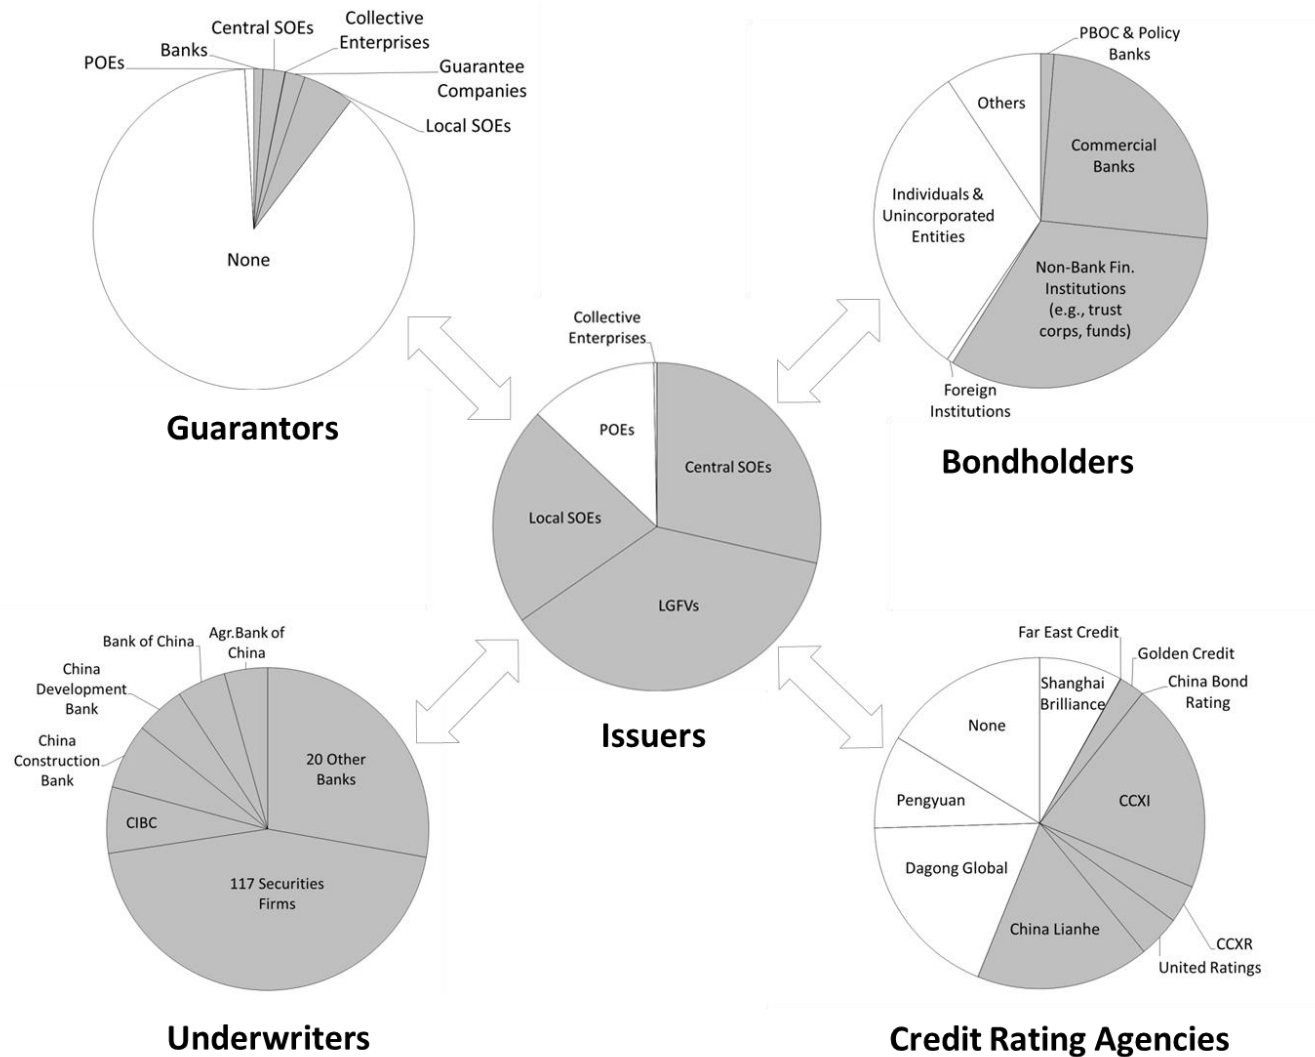 Central SOEs
Collective
Enterprises
Banks
POEs
Guarantee
Companies
Local SOEs
None
Guarantors
PBOC & Policy
Banks
Others
Commercial
Banks
Individuals &
Unincorporated
Entities
Non-Bank Fin.
Institutions
(e.g., trust
corps, funds)
Foreign
Institutions
Bondholders
Collective
Enterprises
POEs
Central SOEs
Local SOEs
LGFVs
Issuers
Agr.Bank of
China
Bank of China
China
Development
Bank
China
Construction
Bank
20 Other
Banks
CIBC
117 Securities
Firms
Underwriters
Far East Credit
Golden Credit
China Bond
Rating
Shanghai
Brilliance
None
Pengyuan
CCXI
Dagong Global
China Lianhe
CCXR
United Ratings
Credit Rating Agencies